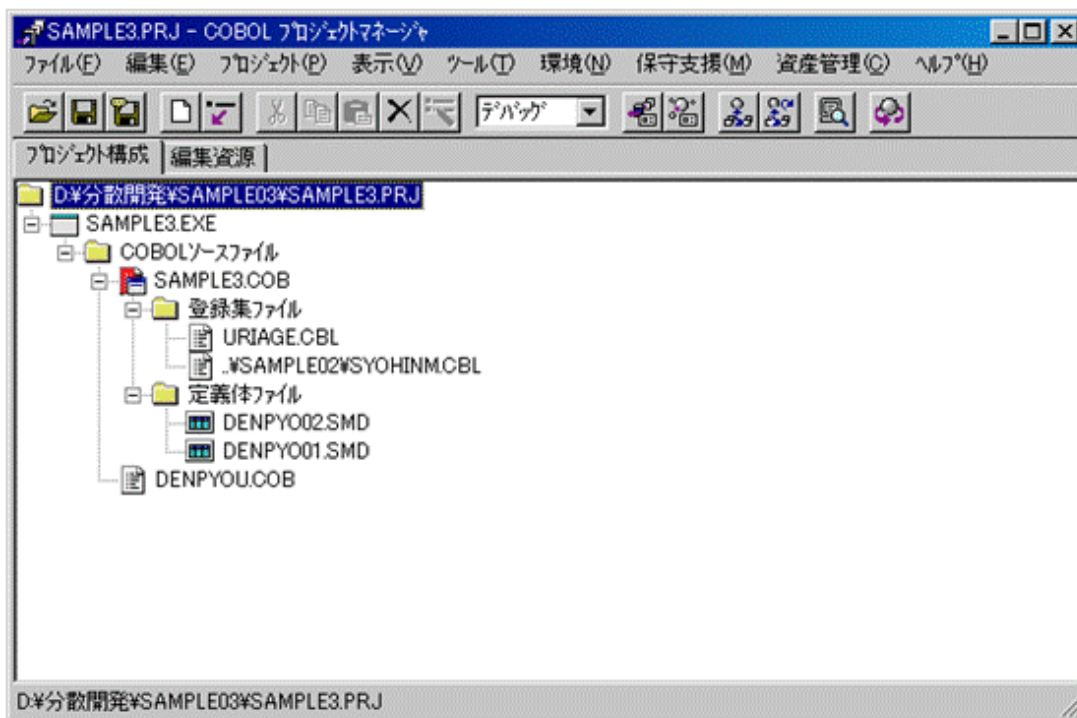 SAMPLE3.PRJ - COBOL ﾌﾟﾛｼﾞｪｸﾄﾏﾈｰｼﾞｬ
ﾌｧｲﾙ(F) 編集(E) ﾌﾟﾛｼﾞｪｸﾄ(P) 表示(V) ﾂｰﾙ(T) 環境(N) 保守支援(M) 資産管理(C) ﾍﾙﾌﾟ(H)
ﾃﾞﾊﾞｯｸﾞ
ﾌﾟﾛｼﾞｪｸﾄ構成 編集資源
D:¥分散開発¥SAMPLE03¥SAMPLE3.PRJ
SAMPLE3.EXE
COBOLｿｰｽﾌｧｲﾙ
SAMPLE3.COB
登録集ﾌｧｲﾙ
URIAGE.CBL
..¥SAMPLE02¥SYOHINM.CBL
定義体ﾌｧｲﾙ
DENPYO02.SMD
DENPYO01.SMD
DENPYOU.COB
D:¥分散開発¥SAMPLE03¥SAMPLE3.PRJ